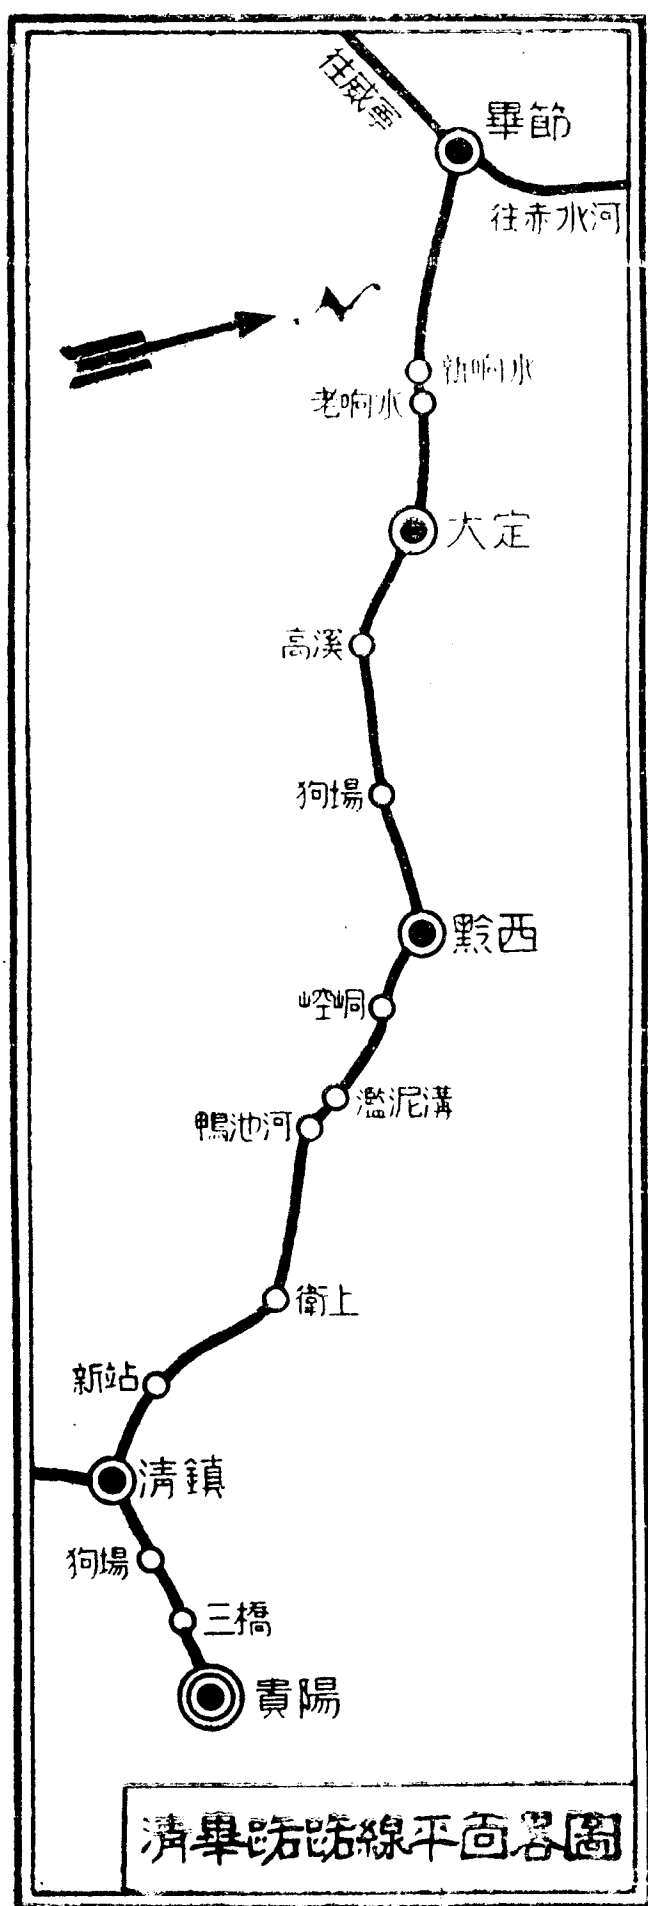 往威寧
畢節
往赤水河
N
新响水
老响水
大定
高溪
狗場
黔西
崆峒
濫泥溝
鴨池河
衛上
新站
清鎮
狗場
三橋
貴陽
清畢路路線平面畧圖